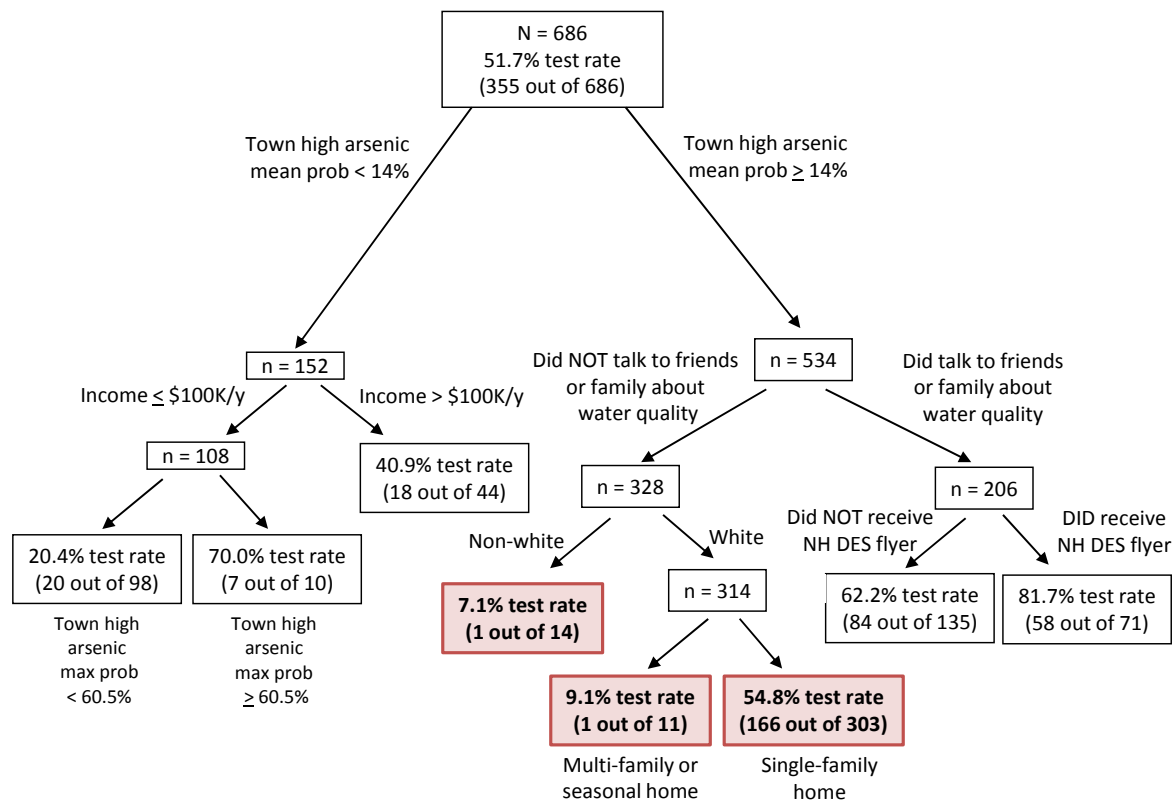 N = 686
51.7% test rate
(355 out of 686)
Town high arsenic
mean prob < 14%
Town high arsenic
mean prob ≥ 14%
n = 152
Income ≤ $100K/y
Income > $100K/y
n = 108
40.9% test rate
(18 out of 44)
20.4% test rate
(20 out of 98)
70.0% test rate
(7 out of 10)
Town high
arsenic
max prob
< 60.5%
Town high
arsenic
max prob
≥ 60.5%
n = 534
Did NOT talk to friends
or family about
water quality
Did talk to friends
or family about
water quality
n = 328
n = 206
Non-white
White
7.1% test rate
(1 out of 14)
n = 314
9.1% test rate
(1 out of 11)
54.8% test rate
(166 out of 303)
Multi-family or
seasonal home
Single-family
home
Did NOT receive
NH DES flyer
DID receive
NH DES flyer
62.2% test rate
(84 out of 135)
81.7% test rate
(58 out of 71)